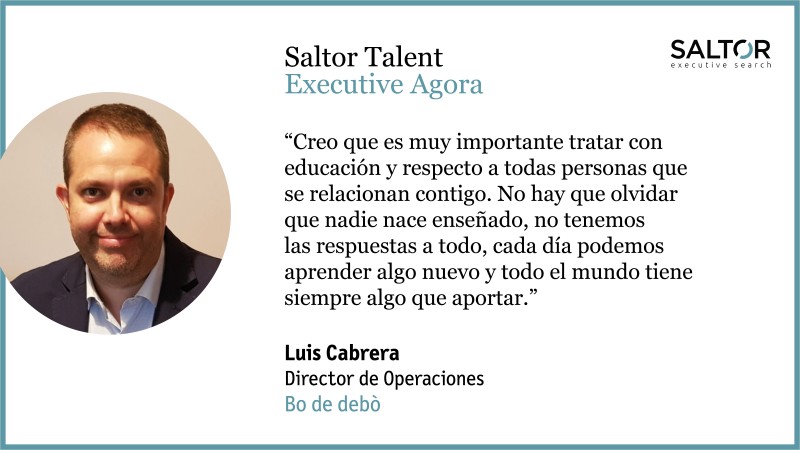 Saltor Talent
Executive Agora
SALTOR
executive search
“Creo que es muy importante tratar con
educación y respecto a todas personas que
se relacionan contigo. No hay que olvidar
que nadie nace enseñado, no tenemos
las respuestas a todo, cada día podemos
aprender algo nuevo y todo el mundo tiene
siempre algo que aportar.”
Luis Cabrera
Director de Operaciones
Bo de debò